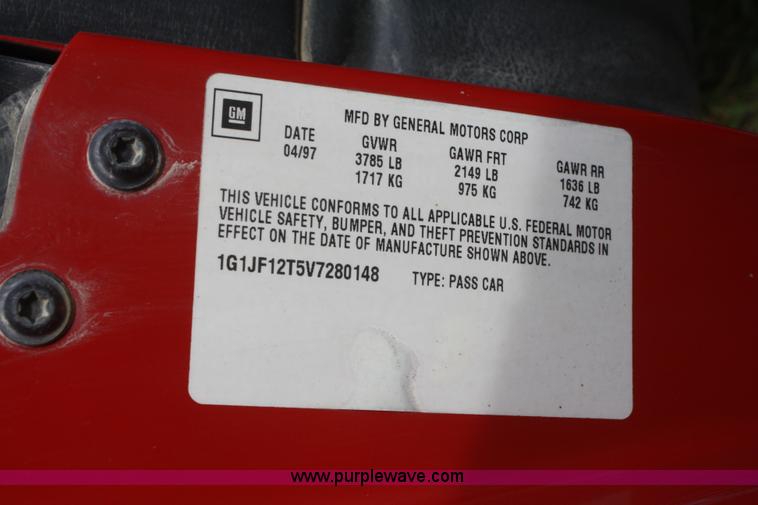 GM
MFD BY GENERAL MOTORS CORP
DATE GVWR GAWR FRT GAWR RR
04/97 3785 LB 2149 LB 1636 LB
1717 KG 975 KG 742 KG
THIS VEHICLE CONFORMS TO ALL APPLICABLE U.S. FEDERAL MOTOR
VEHICLE SAFETY, BUMPER, AND THEFT PREVENTION STANDARDS IN
EFFECT ON THE DATE OF MANUFACTURE SHOWN ABOVE.
1G1JF12T5V7280148 TYPE: PASS CAR
www.purplewave.com